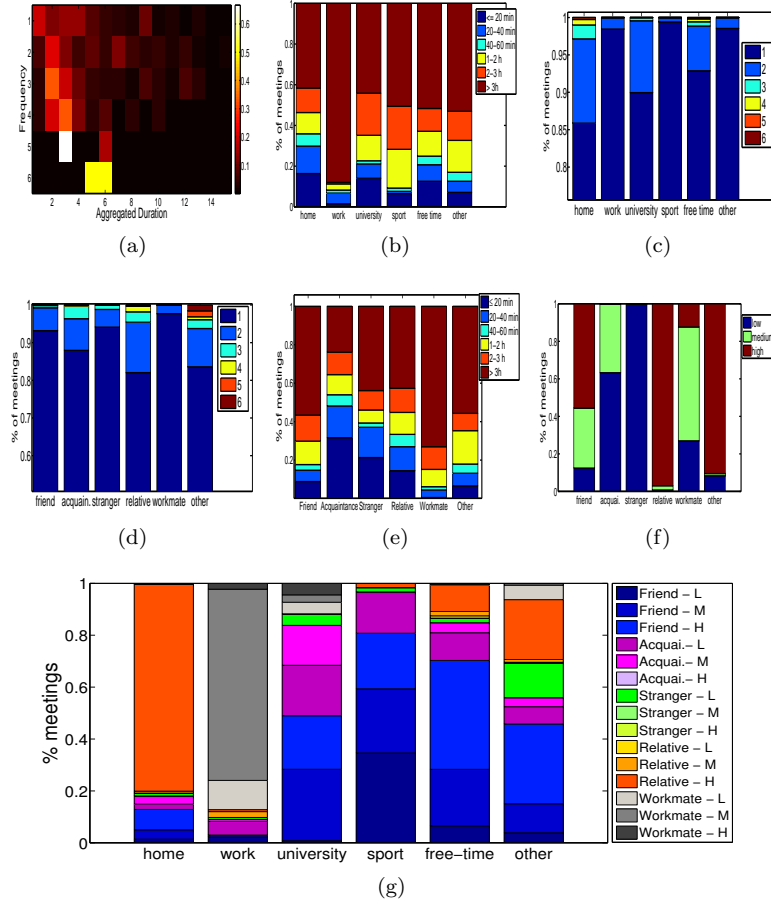 1
2
3
4
5
6
Frequency
2 4 6 8 10 12 14
Aggregated Duration
0.6
0.5
0.4
0.3
0.2
0.1
(a)
1
0.8
0.6
0.4
0.2
0
% of meetings
home work university sport free time other
<= 20 min
20-40 min
40-60 min
1-2 h
2-3 h
> 3h
(b)
1
0.95
0.9
0.85
0.8
% of meetings
home work university sport free time other
1
2
3
4
5
6
(c)
1
0.9
0.8
0.7
0.6
% of meetings
friend acquain. stranger relative workmate other
1
2
3
4
5
6
(d)
1
0.8
0.6
0.4
0.2
% of meetings
Friend Acquaintance Stranger Relative Workmate Other
≤ 20 min
20-40 min
40-60 min
1-2 h
2-3 h
> 3h
(e)
1
0.8
0.6
0.4
0.2
0
% of meetings
friend acquai. stranger relative workmate other
low
medium
high
(f)
1
0.8
0.6
0.4
0.2
0
% meetings
home work university sport free-time other
Friend - L
Friend - M
Friend - H
Acquai.- L
Acquai.- M
Acquai.- H
Stranger - L
Stranger - M
Stranger - H
Relative - L
Relative - M
Relative - H
Workmate - L
Workmate - M
Workmate - H
(g)